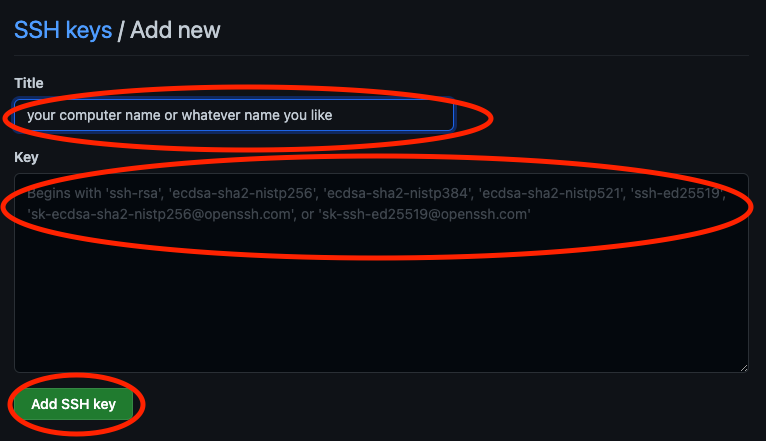 SSH keys / Add new
Title
your computer name or whatever name you like
Key
Begins with 'ssh-rsa', 'ecdsa-sha2-nistp256', 'ecdsa-sha2-nistp384', 'ecdsa-sha2-nistp521', 'ssh-ed25519',
'sk-ecdsa-sha2-nistp256@openssh.com', or 'sk-ssh-ed25519@openssh.com'
Add SSH key